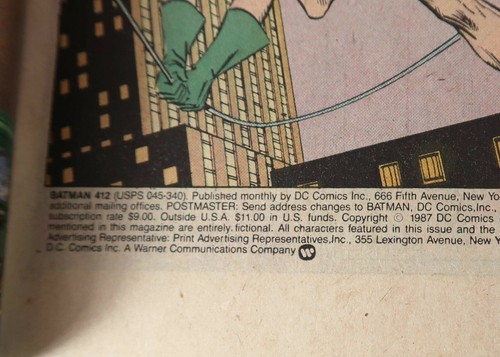 BATMAN 412 (USPS 045-340). Published monthly by DC Comics Inc., 666 Fifth Avenue, New Yo
additional mailing offices. POSTMASTER: Send address changes to BATMAN, DC Comics,Inc.,
subscription rate $9.00. Outside U.S.A. $11.00 in U.S. funds. Copyright © 1987 DC Comics
mentioned in this magazine are entirely fictional. All characters featured in this issue and the
Advertising Representative: Print Advertising Representatives,Inc., 355 Lexington Avenue, New Y
D.C. Comics Inc. A Warner Communications Company